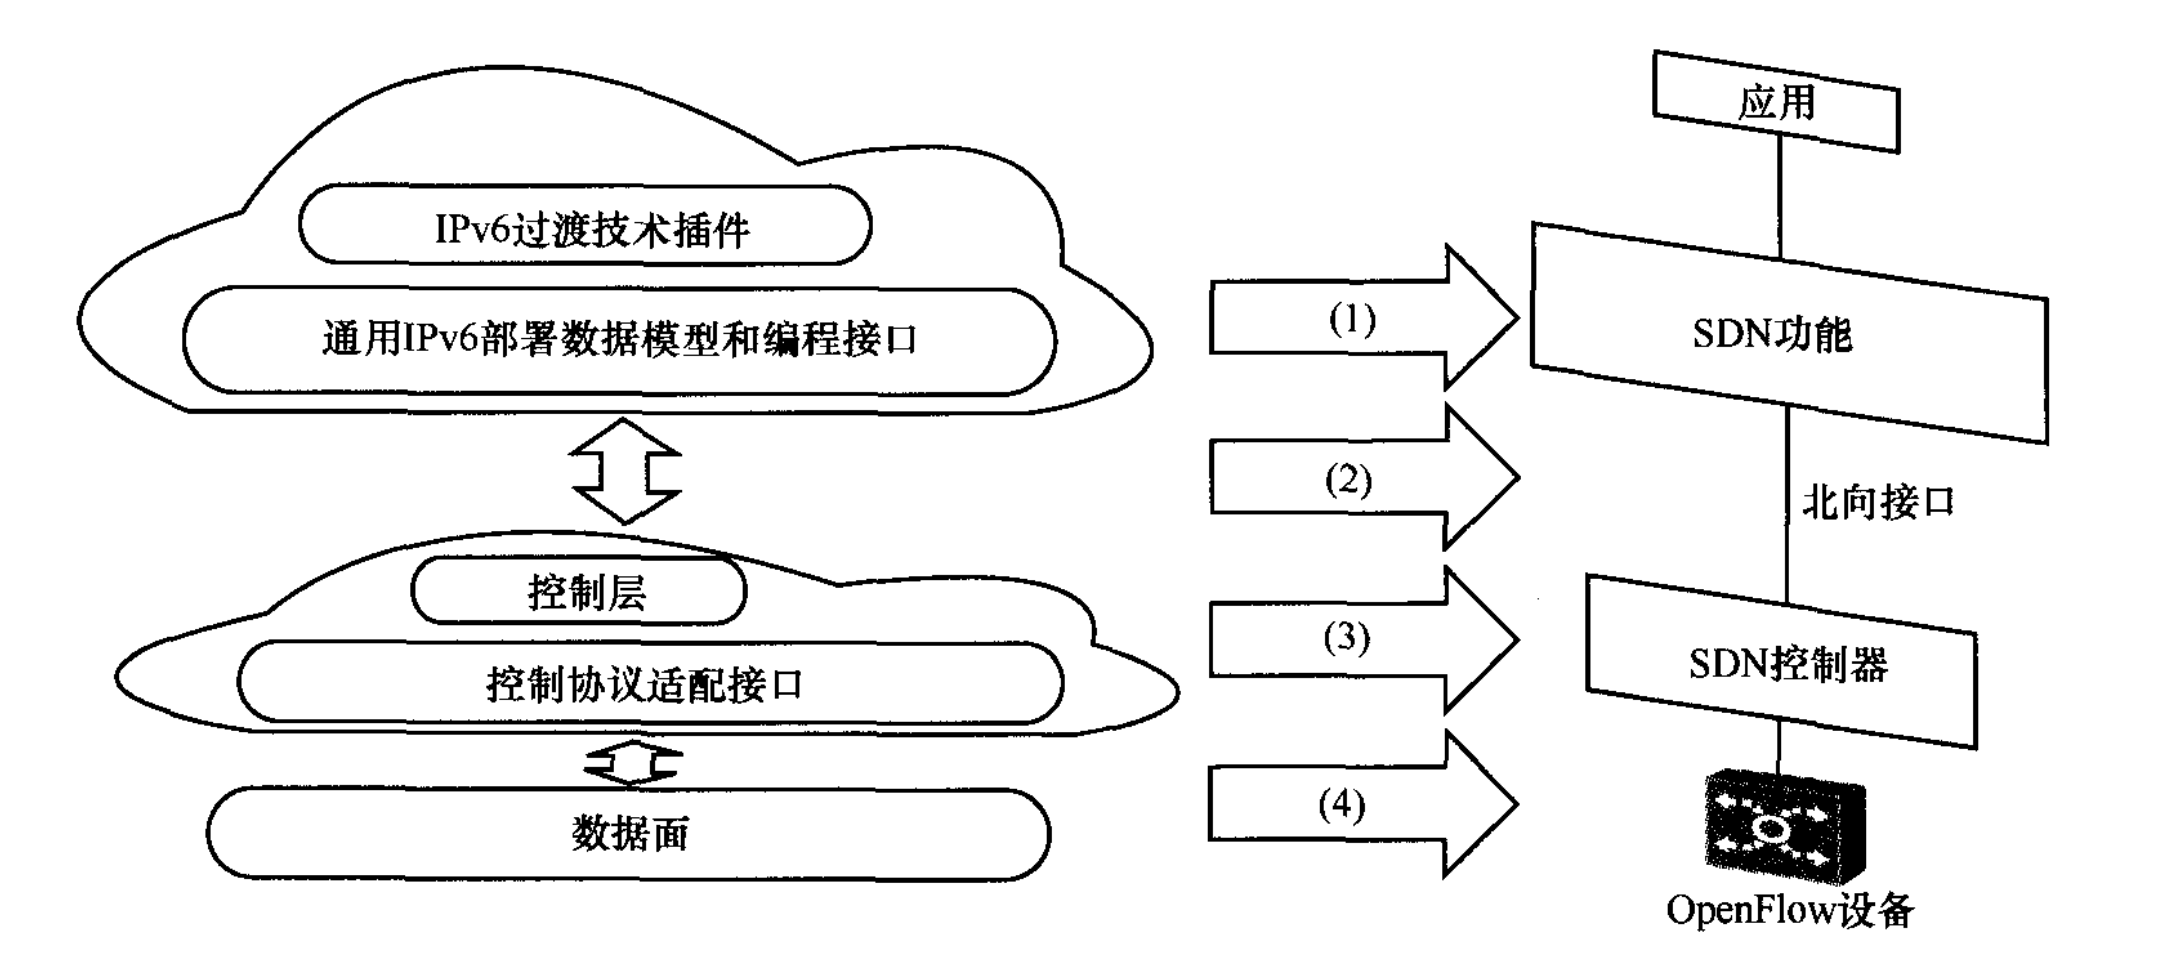 应用
IPv6过渡技术插件
通用IPv6部署数据模型和编程接口
(1)
SDN功能
(2)
北向接口
控制层
(3)
控制协议适配接口
SDN控制器
(4)
数据面
OpenFlow设备